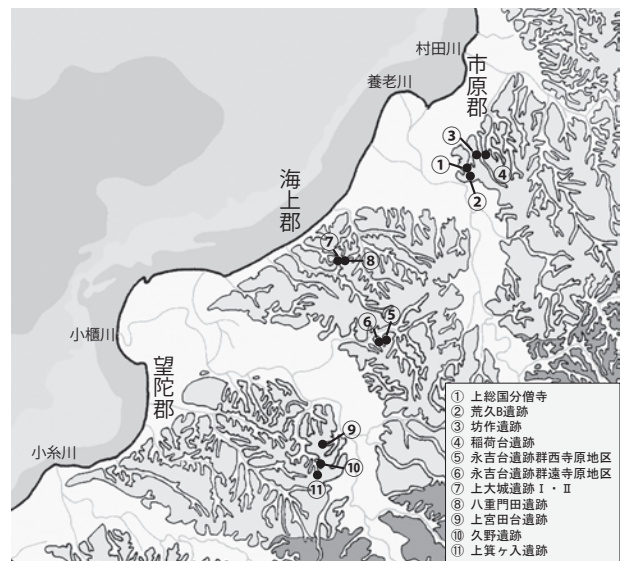 村田川
養老川
市原郡
③
①
④
②
海上郡
⑦
⑧
⑥
⑤
小櫃川
望陀郡
⑨
小糸川
⑩
⑪
① 上総国分僧寺
② 荒久B遺跡
③ 坊作遺跡
④ 稲荷台遺跡
⑤ 永吉台遺跡群西寺原地区
⑥ 永吉台遺跡群遠寺原地区
⑦ 上大城遺跡Ⅰ・Ⅱ
⑧ 八重門田遺跡
⑨ 上宮田台遺跡
⑩ 久野遺跡
⑪ 上箕ヶ入遺跡